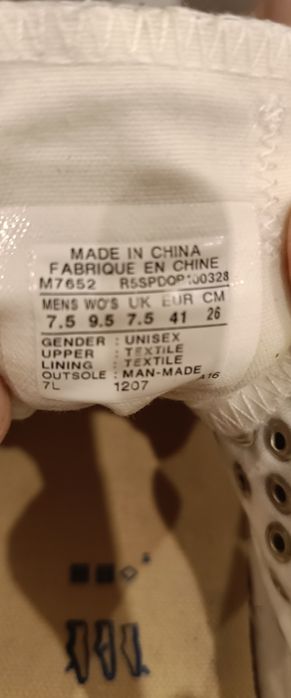 MADE IN CHINA
FABRIQUE EN CHINE
M7652 R5SPDOP100328
MENS WO'S UK EUR CM
7.5 9.5 7.5 41 26
GENDER : UNISEX
UPPER : TEXTILE
LINING : TEXTILE
OUTSOLE : MAN-MADE
7L 1207 A16